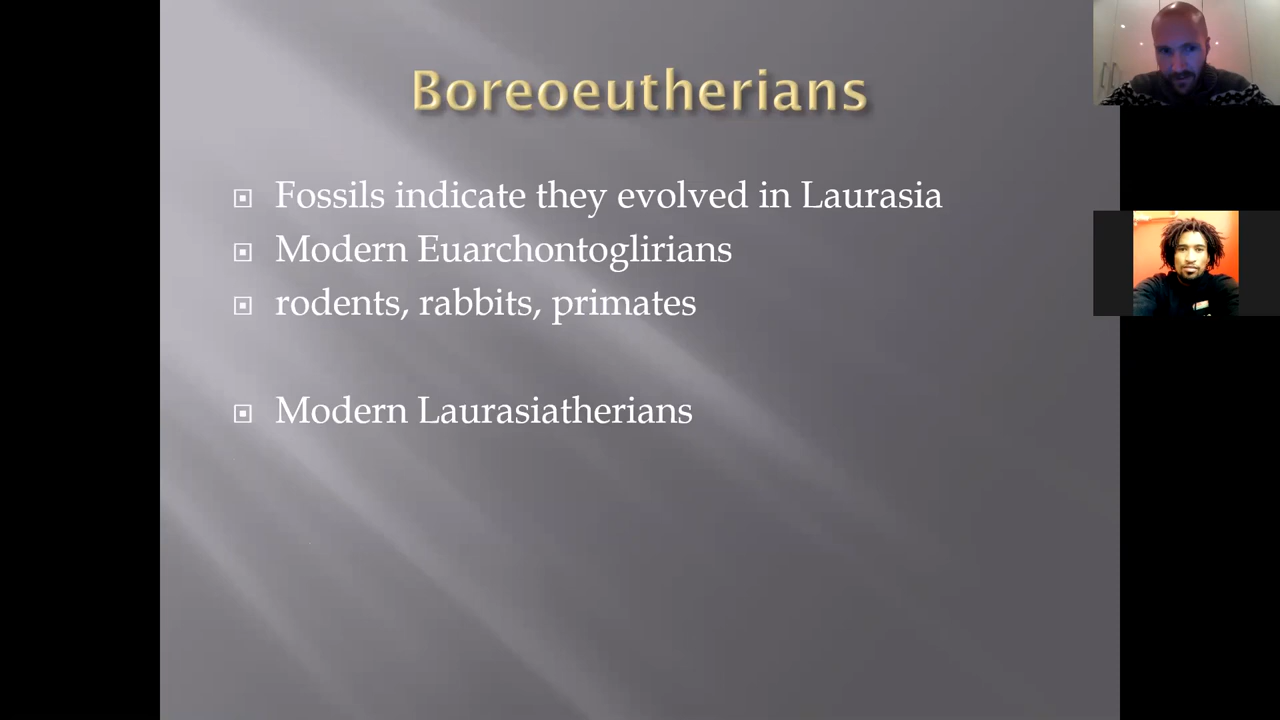 Boreoeutherians
Fossils indicate they evolved in Laurasia
Modern Euarchontoglirians
rodents, rabbits, primates
Modern Laurasiatherians